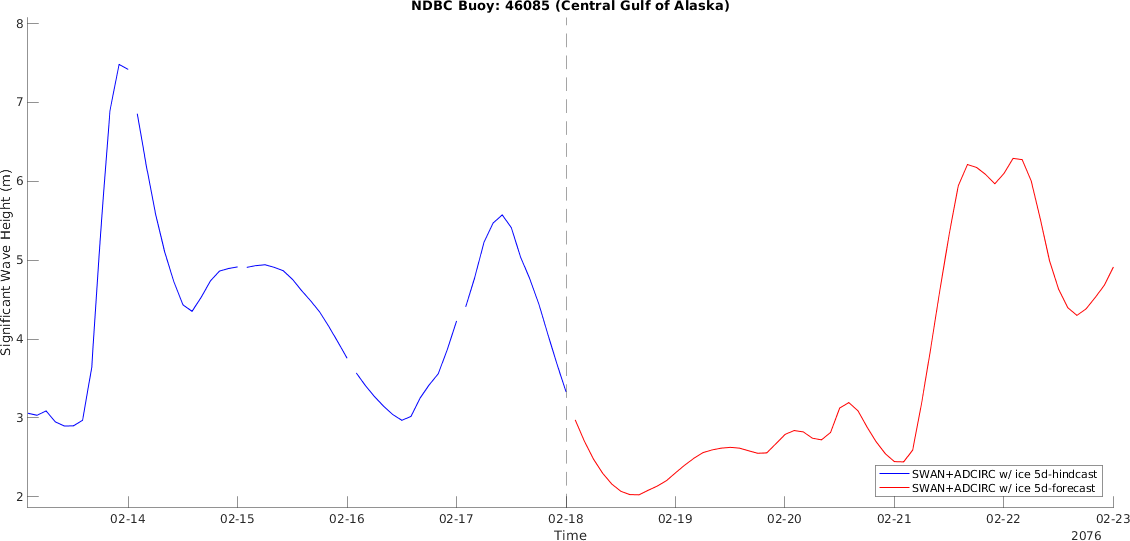 NDBC Buoy: 46085 (Central Gulf of Alaska)
8
7
6
5
4
3
2
Significant Wave Height (m)
02-14 02-15 02-16 02-17 02-18 02-19 02-20 02-21 02-22 02-23
Time
2076
SWAN+ADCIRC w/ ice 5d-hindcast
SWAN+ADCIRC w/ ice 5d-forecast